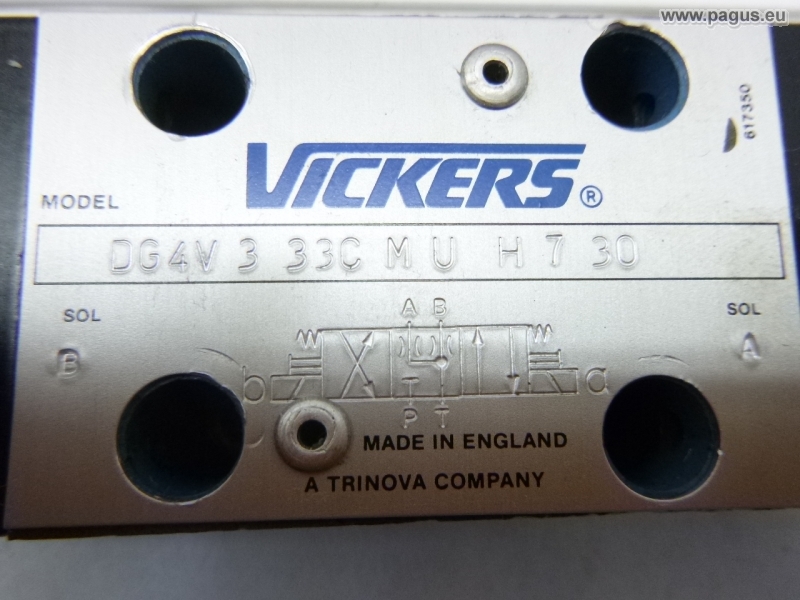 www.pagus.eu
617350
VICKERS®
MODEL
DG4V 3 33C M U H 7 30
SOL SOL
B A
A B
b a
P T
MADE IN ENGLAND
A TRINOVA COMPANY